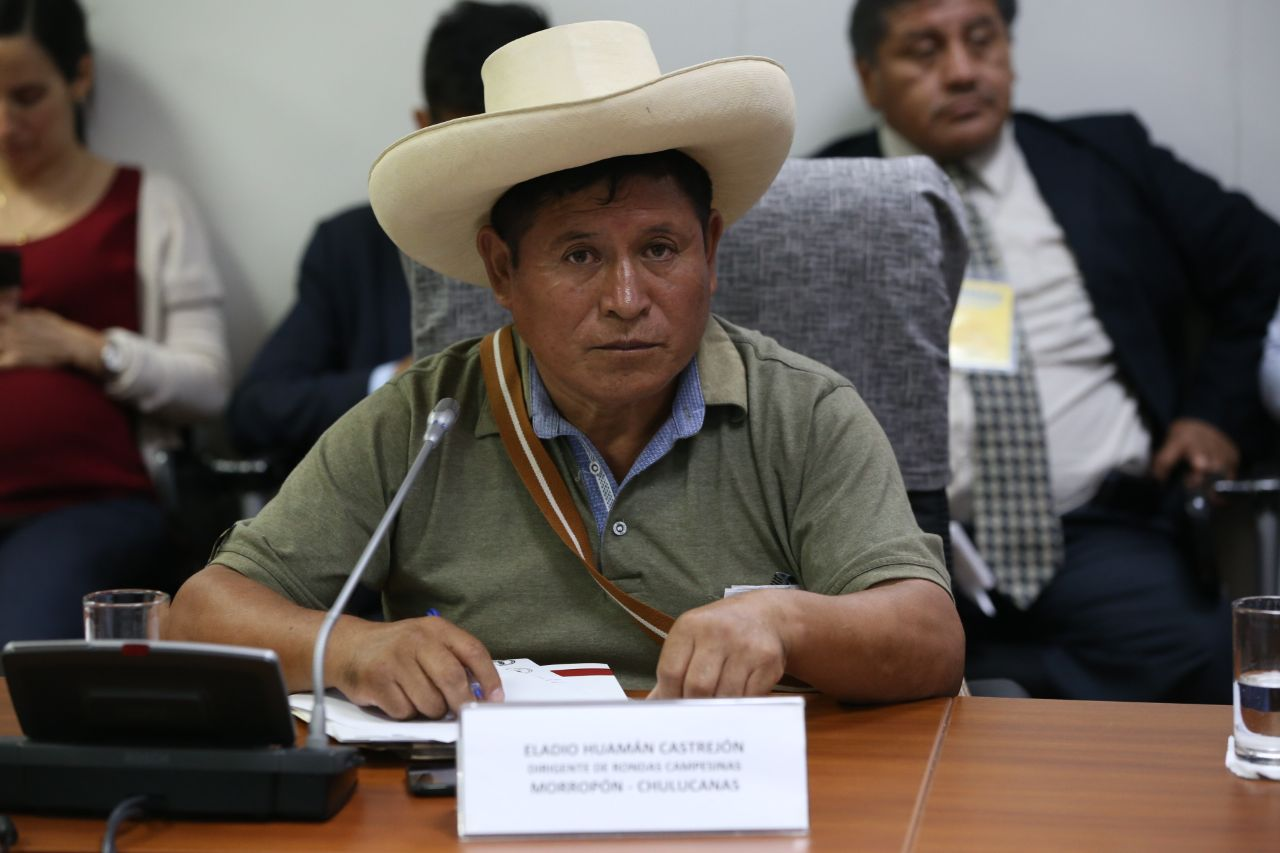 ELADIO HUAMÁN CASTREJÓN
DIRIGENTE DE RONDAS CAMPESINAS
MORROPÓN - CHULUCANAS